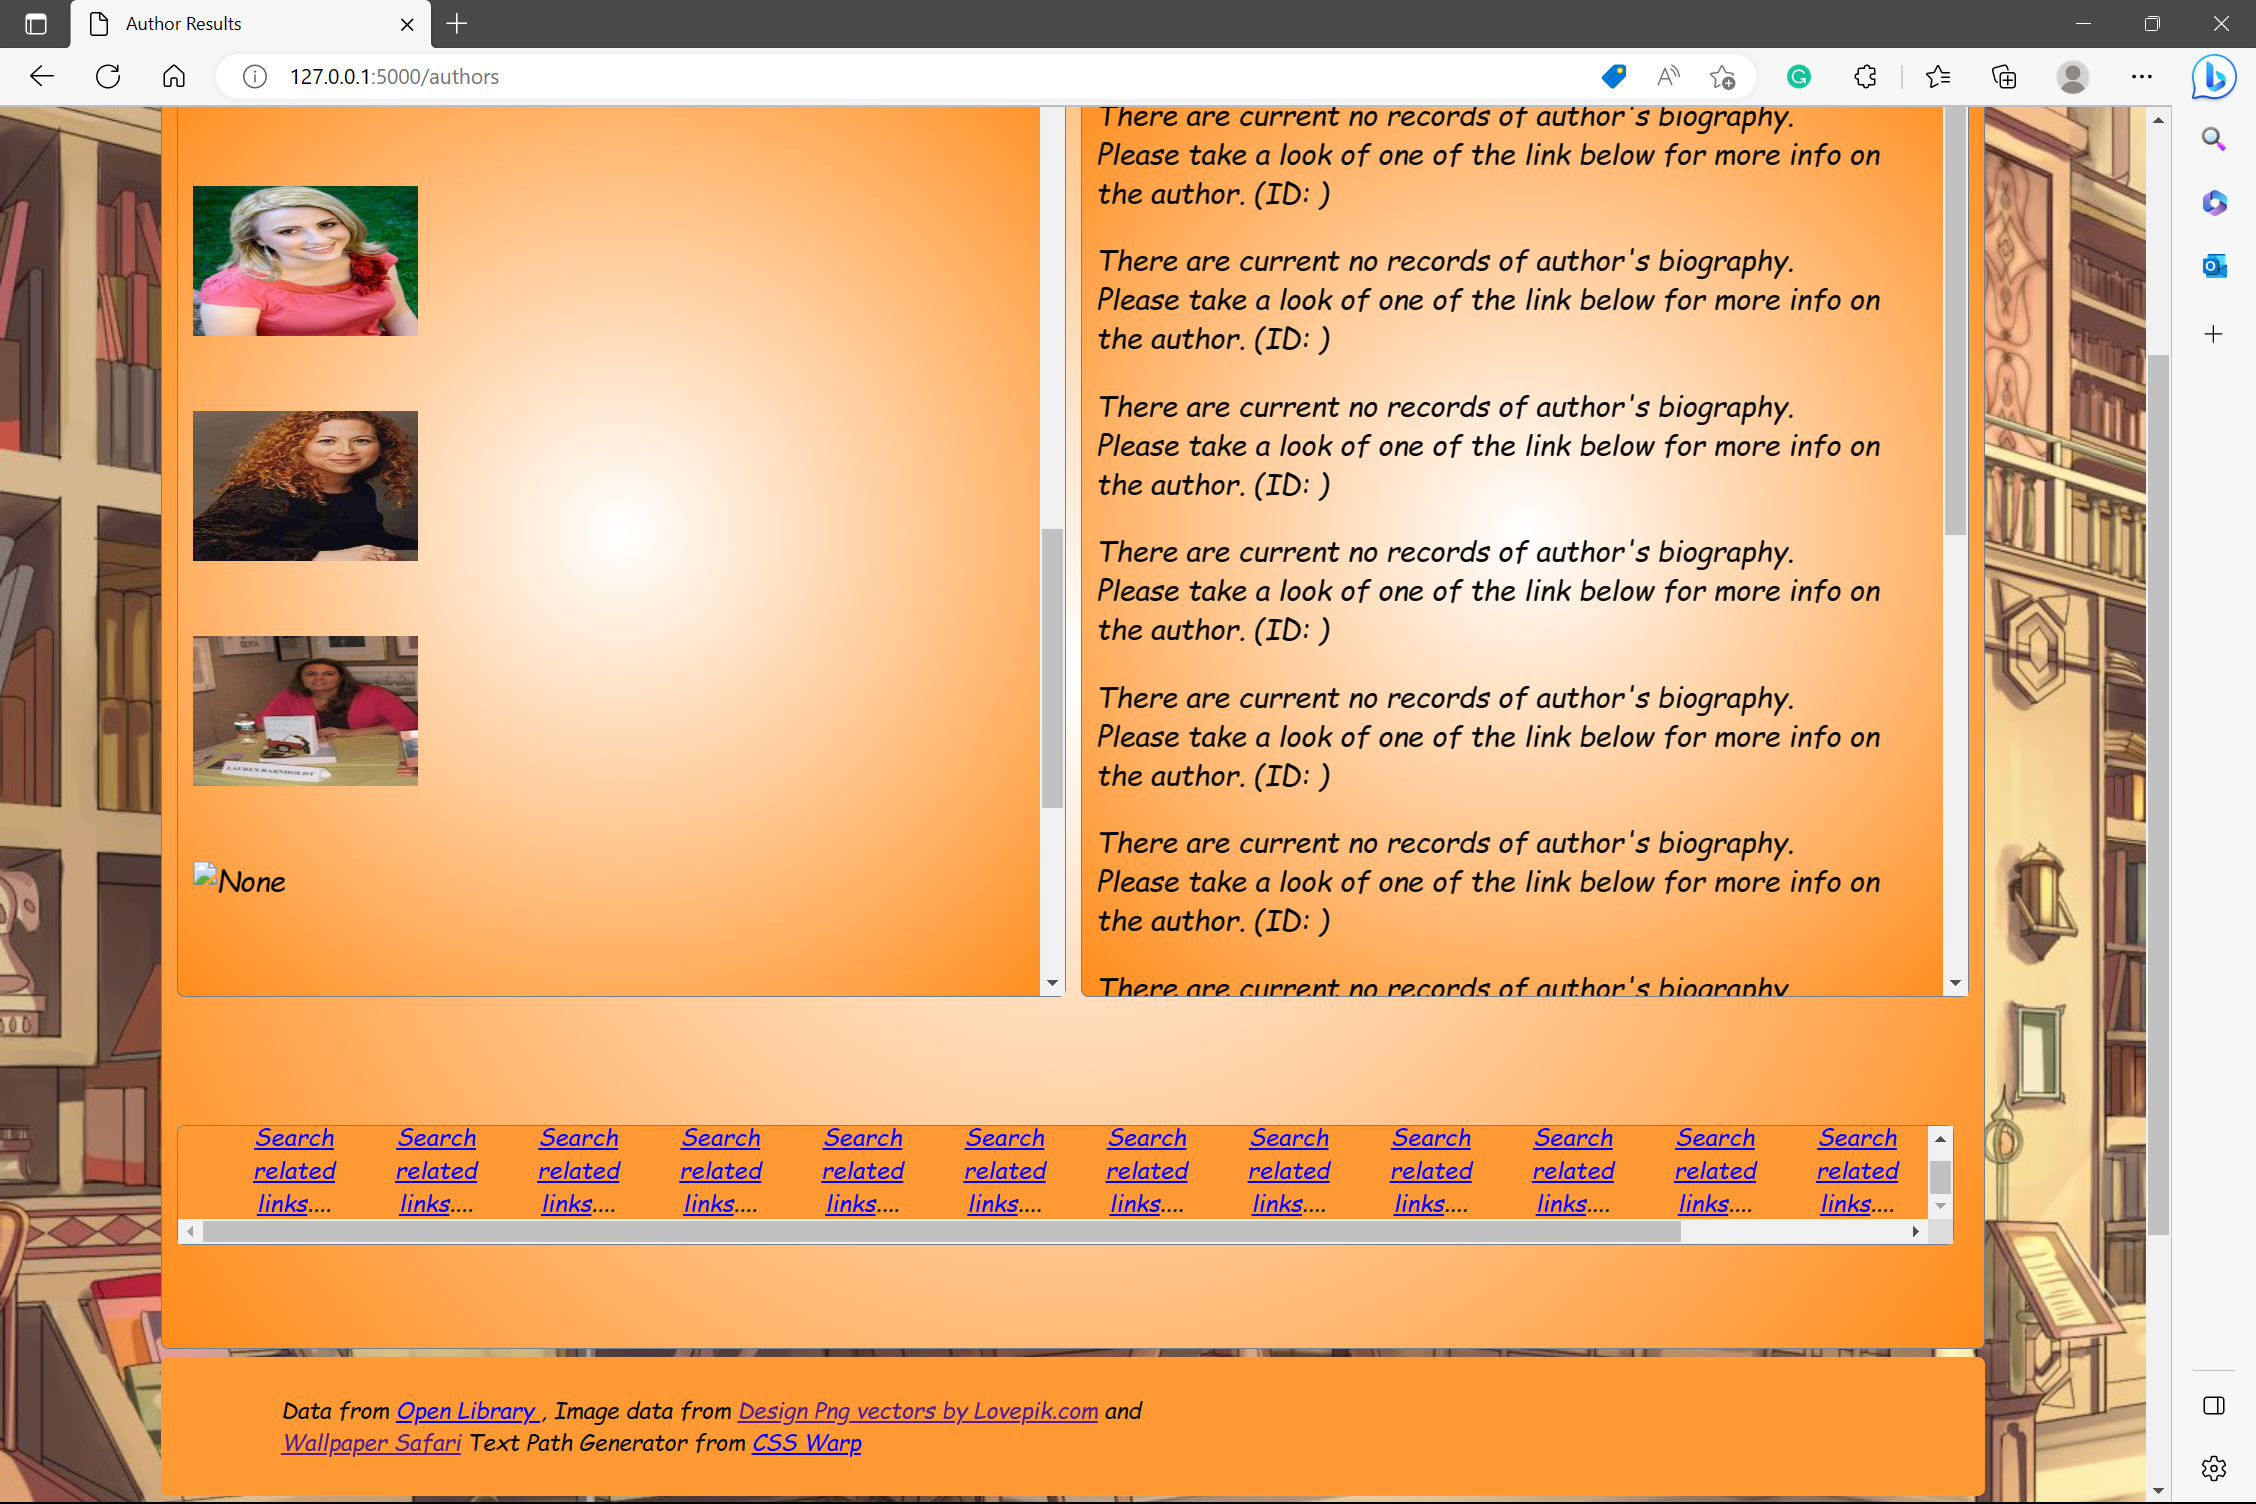 Author Results
127.0.0.1:5000/authors
There are current no records of author's biography.
Please take a look of one of the link below for more info on
the author. (ID: )
There are current no records of author's biography.
Please take a look of one of the link below for more info on
the author. (ID: )
There are current no records of author's biography.
Please take a look of one of the link below for more info on
the author. (ID: )
There are current no records of author's biography.
Please take a look of one of the link below for more info on
the author. (ID: )
There are current no records of author's biography.
Please take a look of one of the link below for more info on
the author. (ID: )
There are current no records of author's biography.
Please take a look of one of the link below for more info on
the author. (ID: )
There are current no records of author's biography
OLIVIA
LAUREN BARNHOLDT
None
Search Search Search Search Search Search Search Search Search Search Search Search
related related related related related related related related related related related related
links.... links.... links.... links.... links.... links.... links.... links.... links.... links.... links.... links....
Data from Open Library , Image data from Design Png vectors by Lovepik.com and
Wallpaper Safari Text Path Generator from CSS Warp